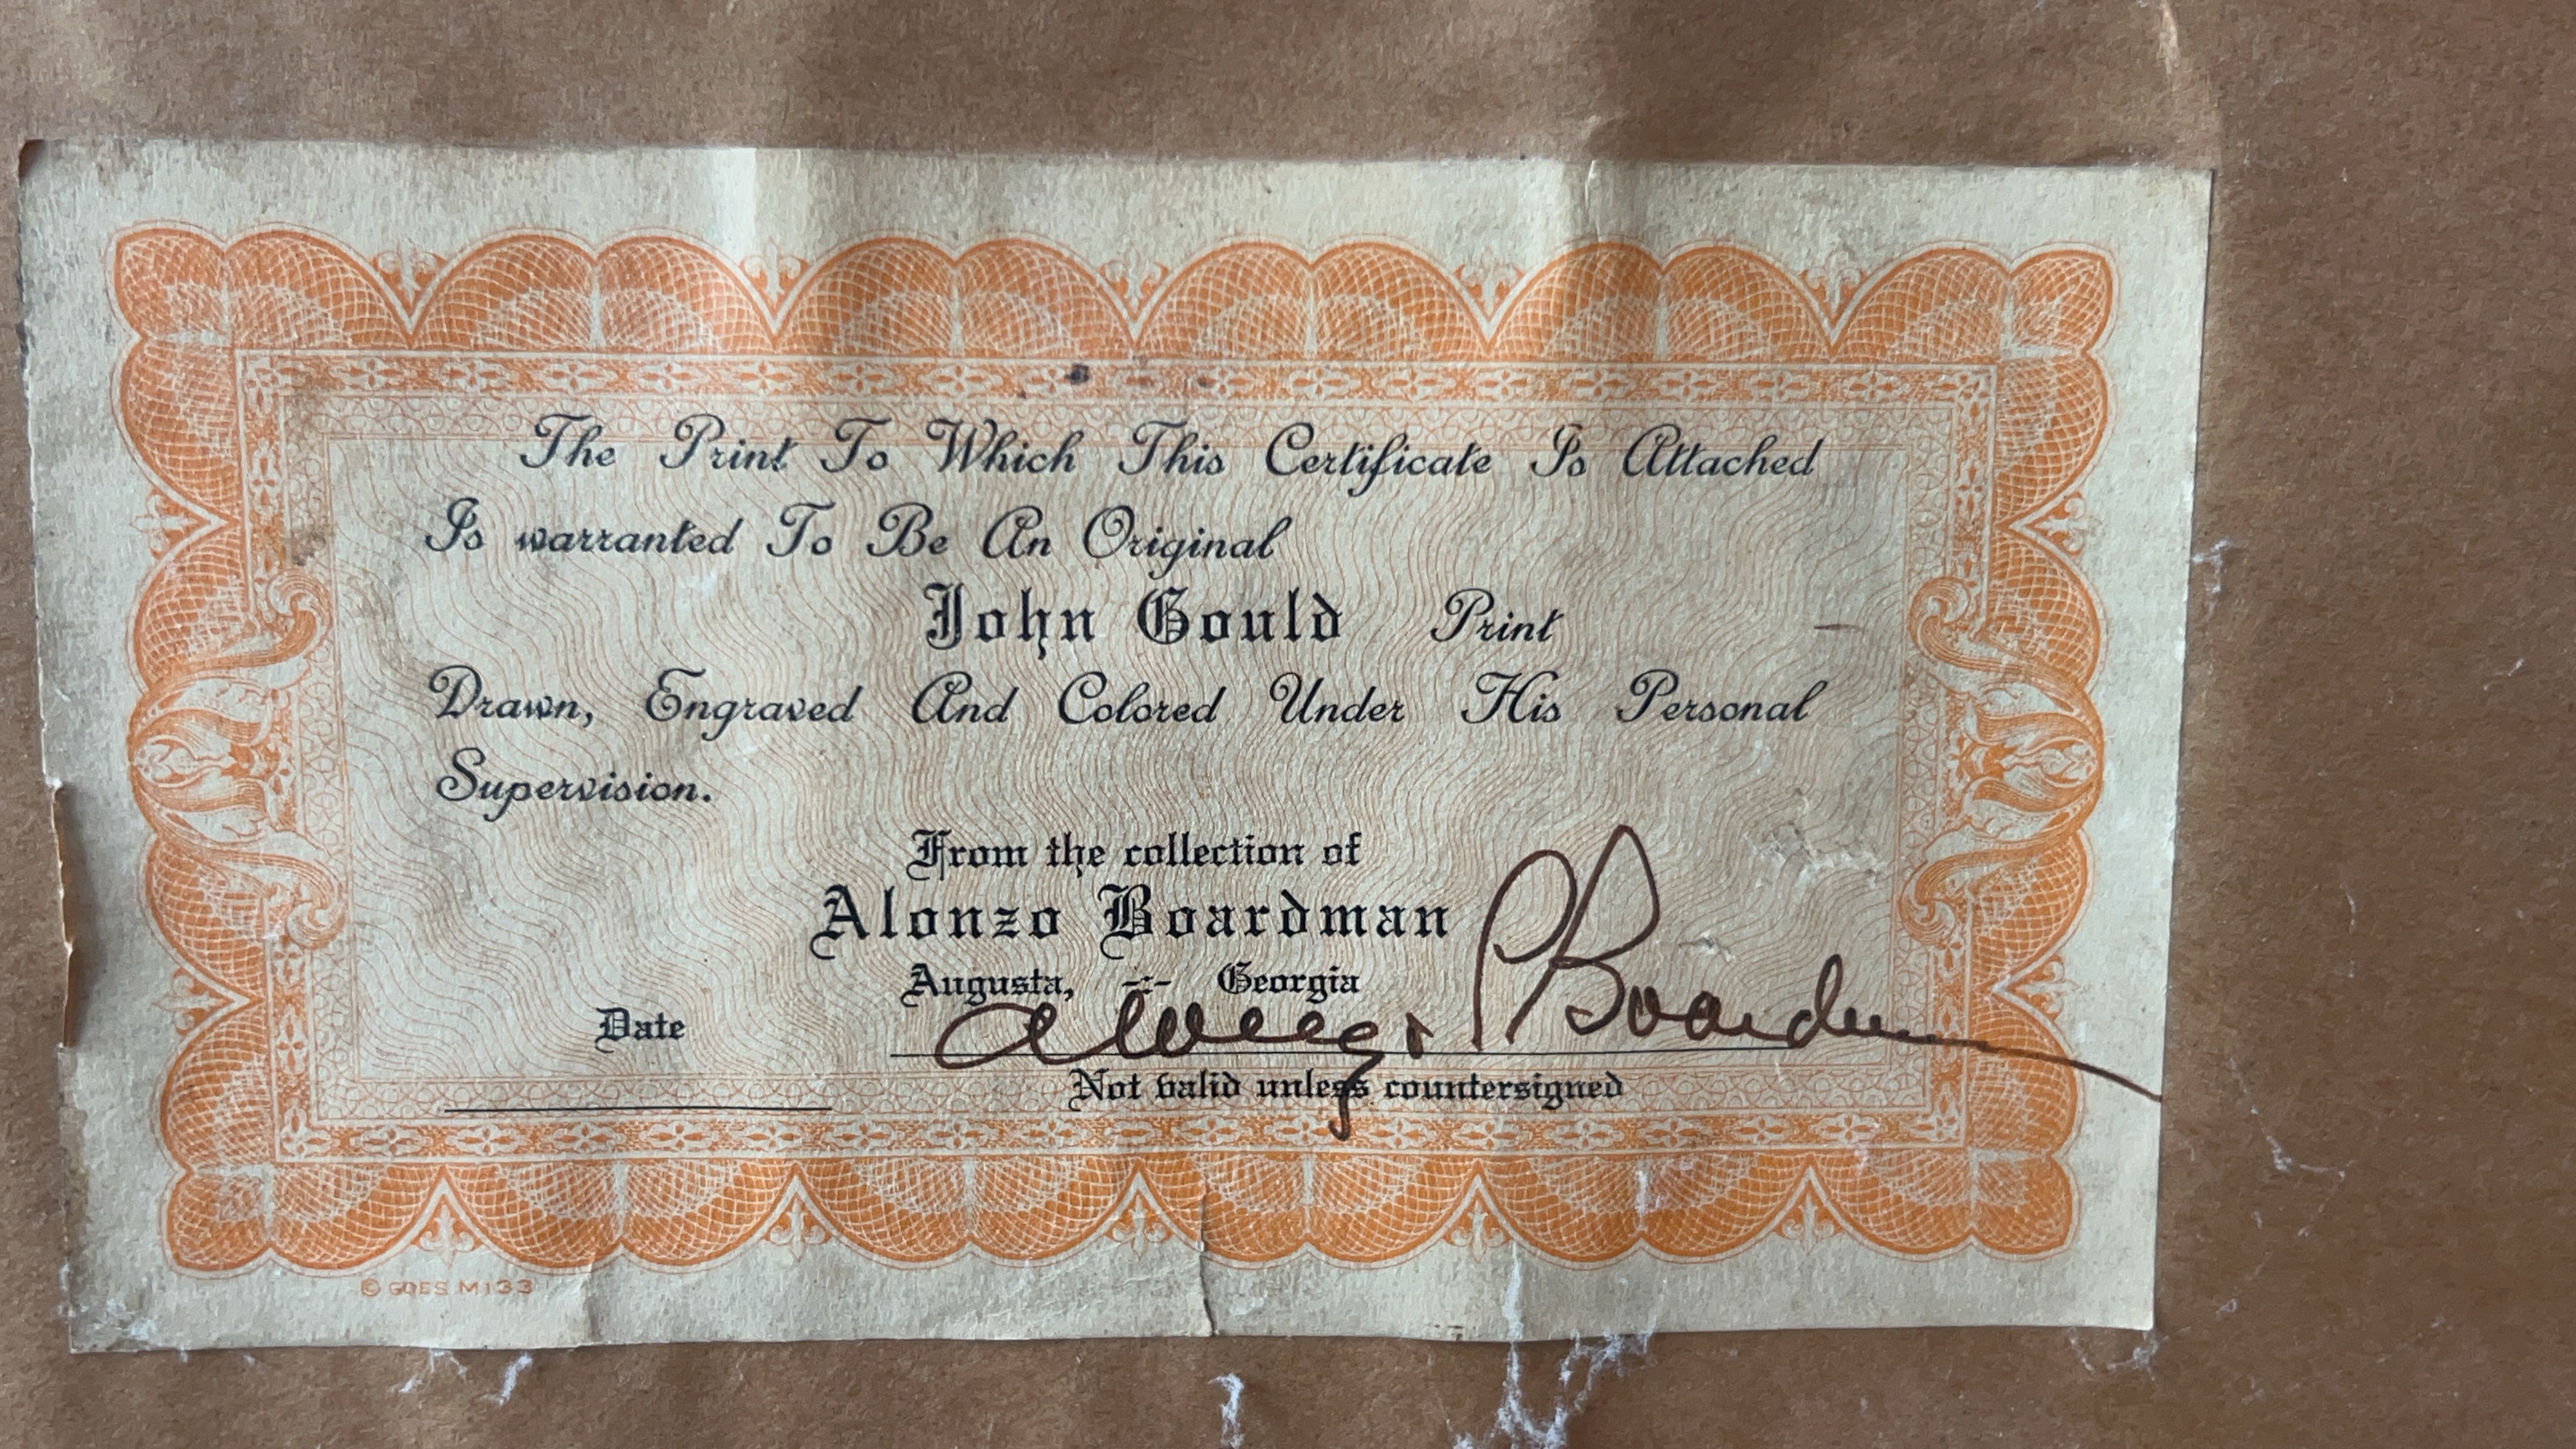 The Print To Which This Certificate Is Attached
Is warranted To Be An Original
John Gould Print
Drawn, Engraved And Colored Under His Personal
Supervision.
From the collection of
Alonzo Boardman
Augusta, -:- Georgia
Date
Alonzo P Boardman
Not valid unless countersigned
© GOES M133